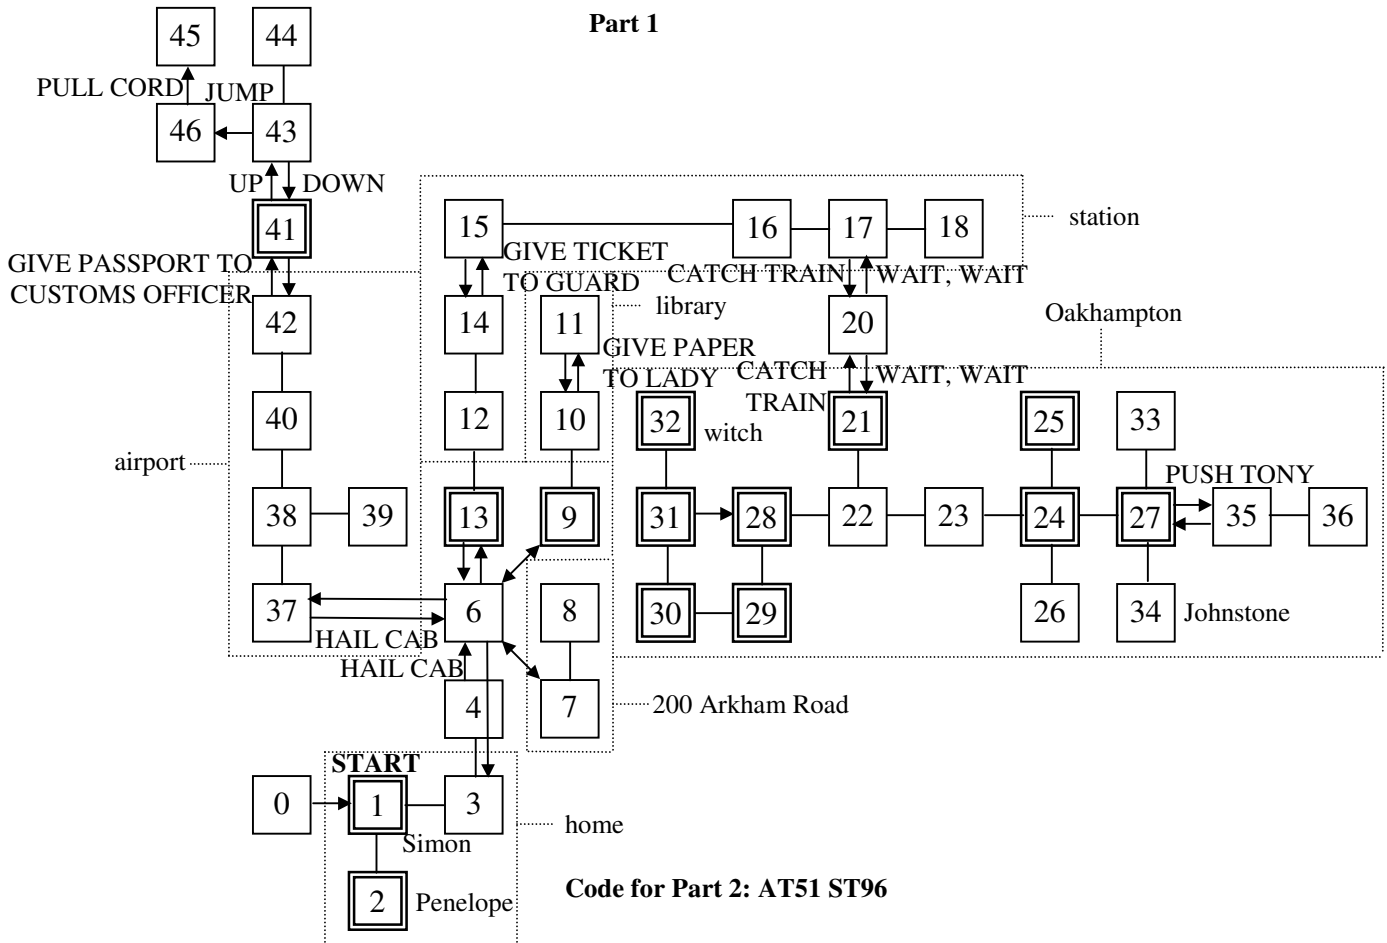 Part 1
45 44
PULL CORD JUMP
46 43
UP DOWN
41 15 16 17 18 station
GIVE PASSPORT TO
CUSTOMS OFFICER
GIVE TICKET
TO GUARD
CATCH TRAIN WAIT, WAIT
library
42 14 11 20 Oakhampton
GIVE PAPER
TO LADY
CATCH
TRAIN
WAIT, WAIT
40 12 10 32 witch 21 25 33
airport
PUSH TONY
38 39 13 9 31 28 22 23 24 27 35 36
37 6 8 30 29 26 34 Johnstone
HAIL CAB
HAIL CAB
4 7 200 Arkham Road
START
0 1 3 home
Simon
2 Penelope
Code for Part 2: AT51 ST96